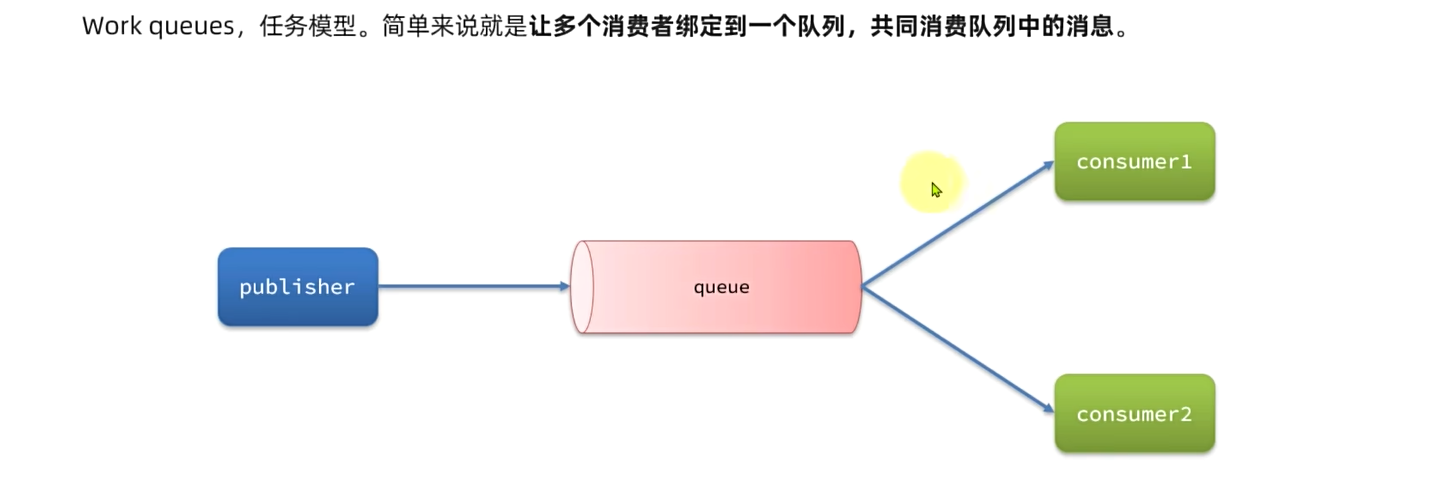 Work queues，任务模型。简单来说就是让多个消费者绑定到一个队列，共同消费队列中的消息。
consumer1
publisher
queue
consumer2